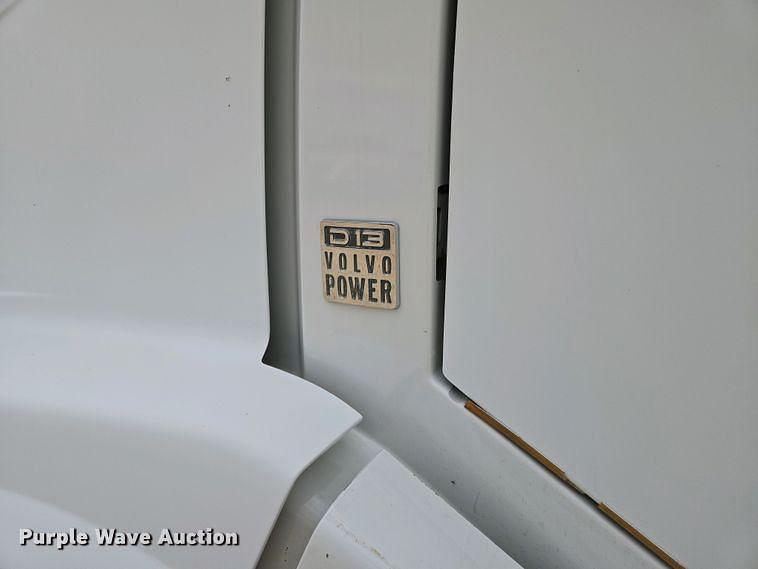 D13
VOLVO
POWER
Purple Wave Auction